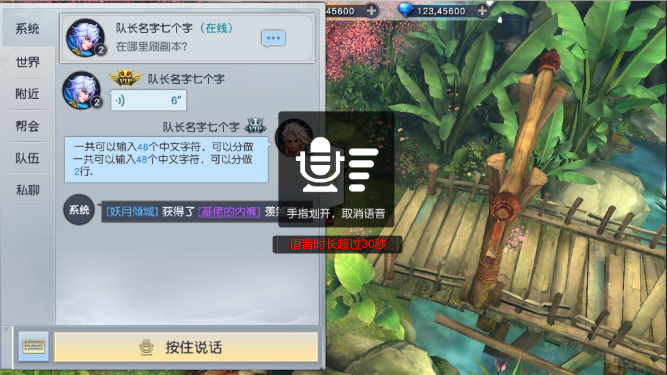 45600
123,45600
系统
世界
附近
帮会
队伍
私聊
队长名字七个字（在线）
在哪里刷副本?
2
VIP
队长名字七个字
2
6"
队长名字七个字
VIP
一共可以输入48个中文字符，可以分做
一共可以输入48个中文字符，可以分做
2行.
系统
[妖月倾城] 获得了 [基佬的内裤] 羡
手指划开，取消语音
语音时长超过30秒
按住说话